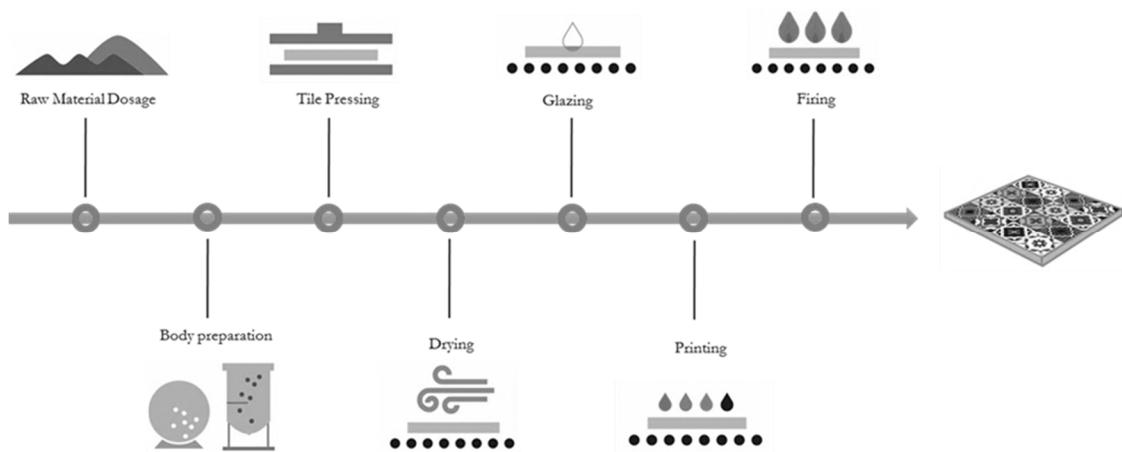 Raw Material Dosage
Tile Pressing
Glazing
Firing
Body preparation
Drying
Printing